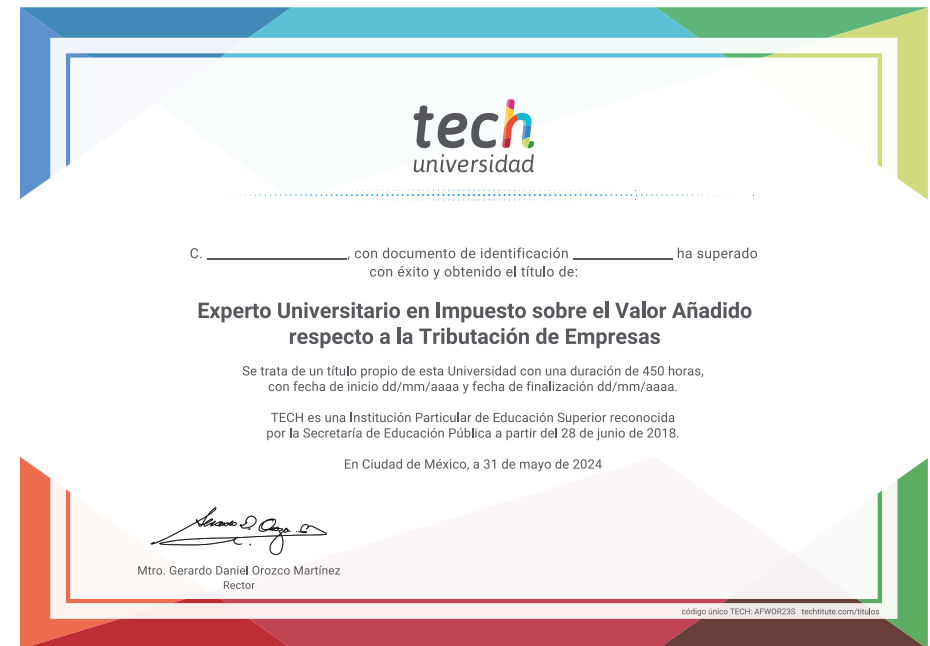 tech
universidad
C. ____________, con documento de identificación _________ ha superado
con éxito y obtenido el título de:
Experto Universitario en Impuesto sobre el Valor Añadido
respecto a la Tributación de Empresas
Se trata de un título propio de esta Universidad con una duración de 450 horas,
con fecha de inicio dd/mm/aaaa y fecha de finalización dd/mm/aaaa.
TECH es una Institución Particular de Educación Superior reconocida
por la Secretaría de Educación Pública a partir del 28 de junio de 2018.
En Ciudad de México, a 31 de mayo de 2024
Mtro. Gerardo Daniel Orozco Martínez
Rector
código único TECH: AFWOR23S techtitute.com/titulos